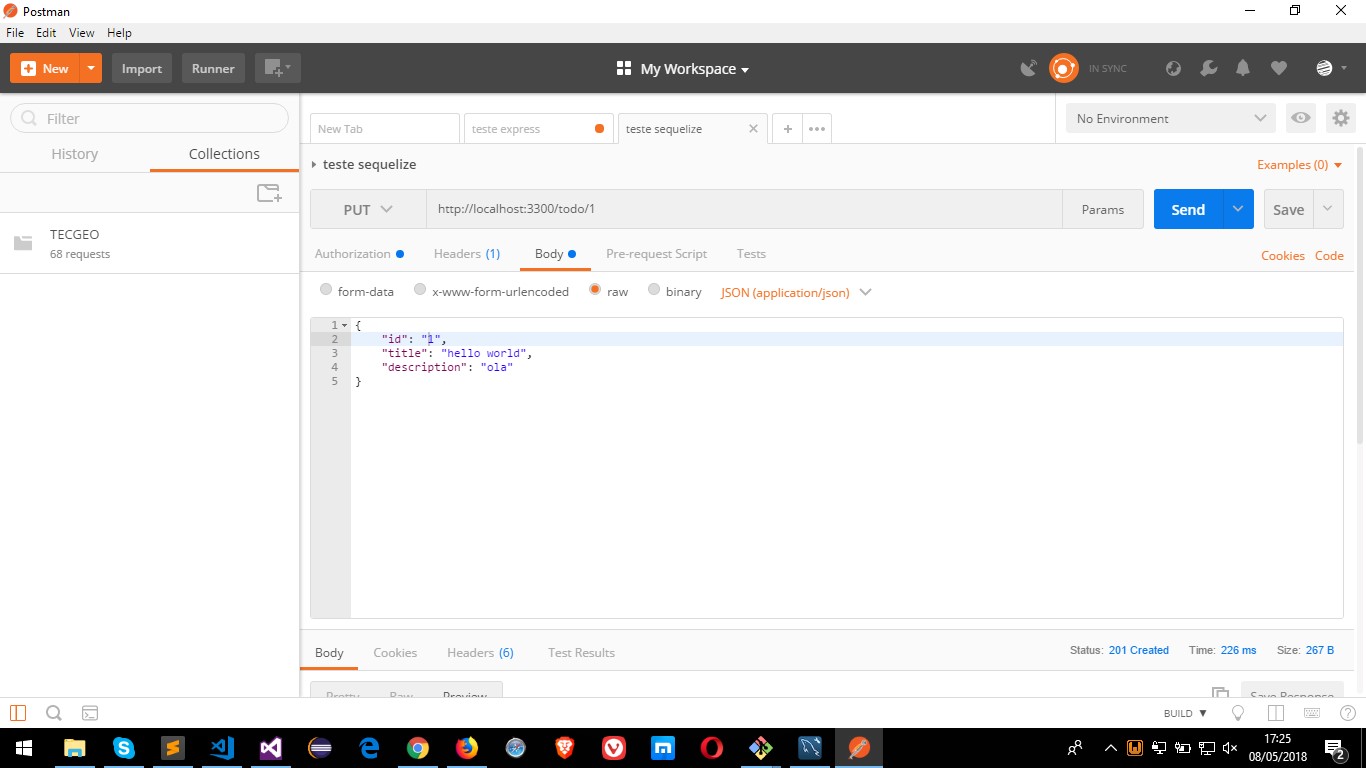 Postman
File Edit View Help
New Import Runner My Workspace IN SYNC
Filter
History Collections
TECGEO
68 requests
New Tab teste express teste sequelize No Environment
teste sequelize Examples (0)
PUT http://localhost:3300/todo/1 Params Send Save
Authorization Headers (1) Body Pre-request Script Tests Cookies Code
form-data x-www-form-urlencoded raw binary JSON (application/json)
1 {
2 "id": "1",
3 "title": "hello world",
4 "description": "ola"
5 }
Body Cookies Headers (6) Test Results Status: 201 Created Time: 226 ms Size: 267 B
Pretty Raw Preview Save Response
BUILD
17:25
08/05/2018
2